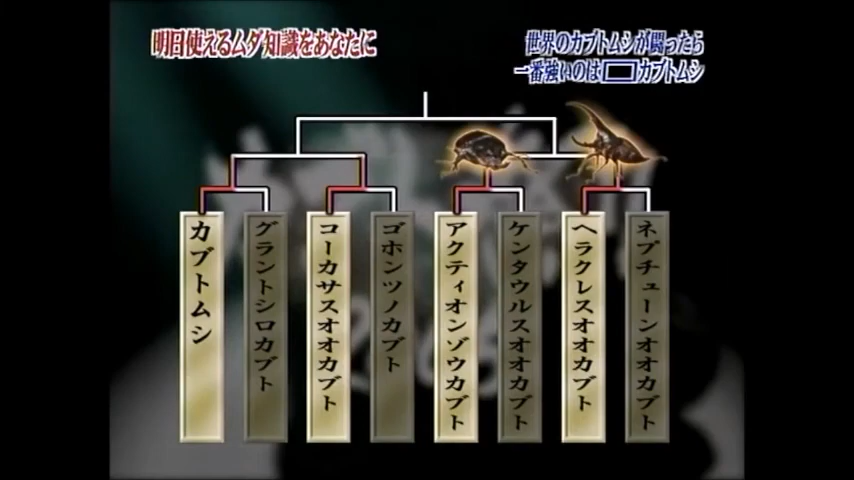 明日使えるムダ知識をあなたに
世界のカブトムシが闘ったら
一番強いのは□カブトムシ
カブトムシ
グラントシロカブト
コーカサスオオカブト
ゴホンツノカブト
アクティオンゾウカブト
ケンタウルスオオカブト
ヘラクレスオオカブト
ネプチューンオオカブト